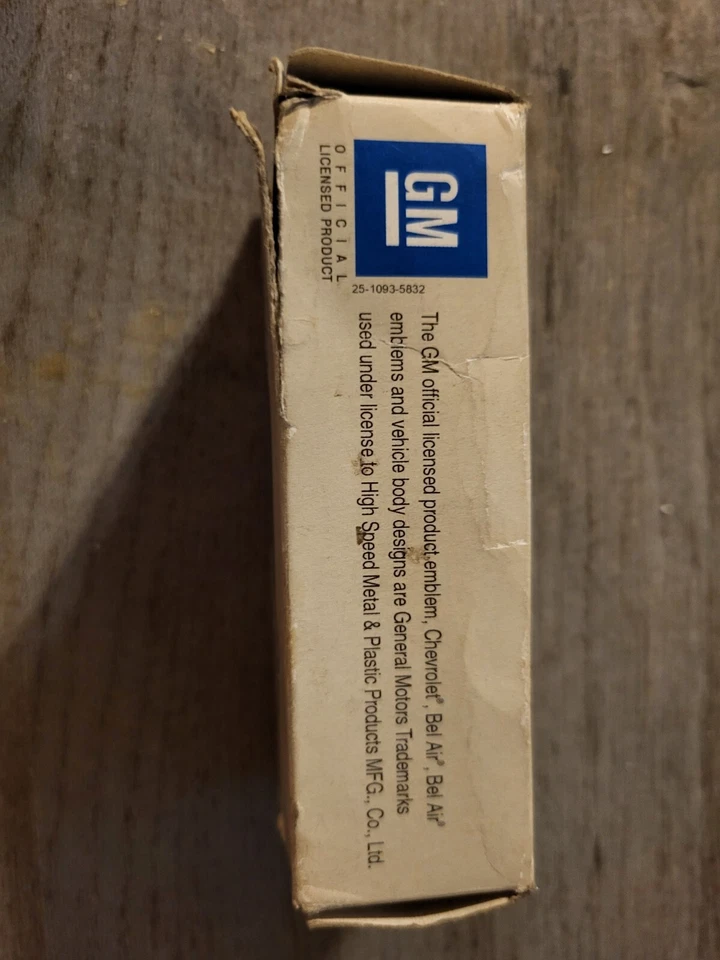 GM
OFFICIAL
LICENSED PRODUCT
25-1093-5832
The GM official licensed product emblem, Chevrolet®, Bel Air®, Bel Air®
emblems and vehicle body designs are General Motors Trademarks
used under license to High Speed Metal & Plastic Products MFG., Co., Ltd.